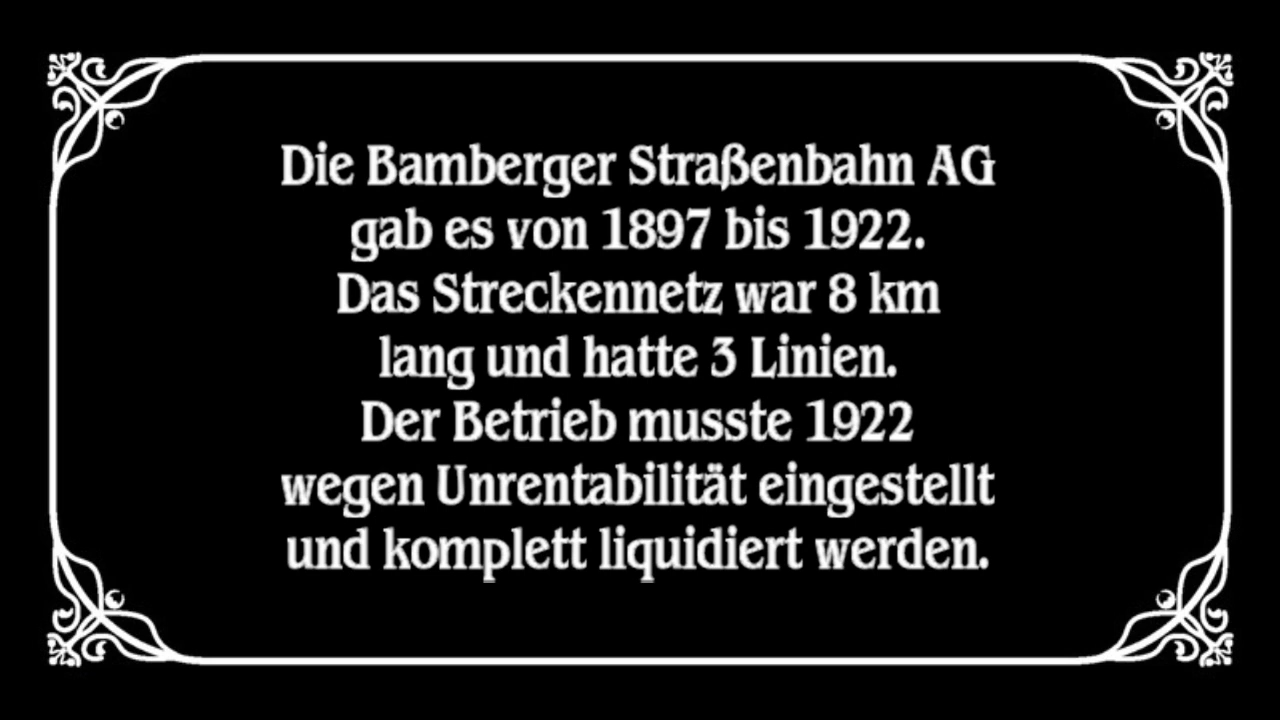 Die Bamberger Straßenbahn AG
gab es von 1897 bis 1922.
Das Streckennetz war 8 km
lang und hatte 3 Linien.
Der Betrieb musste 1922
wegen Unrentabilität eingestellt
und komplett liquidiert werden.